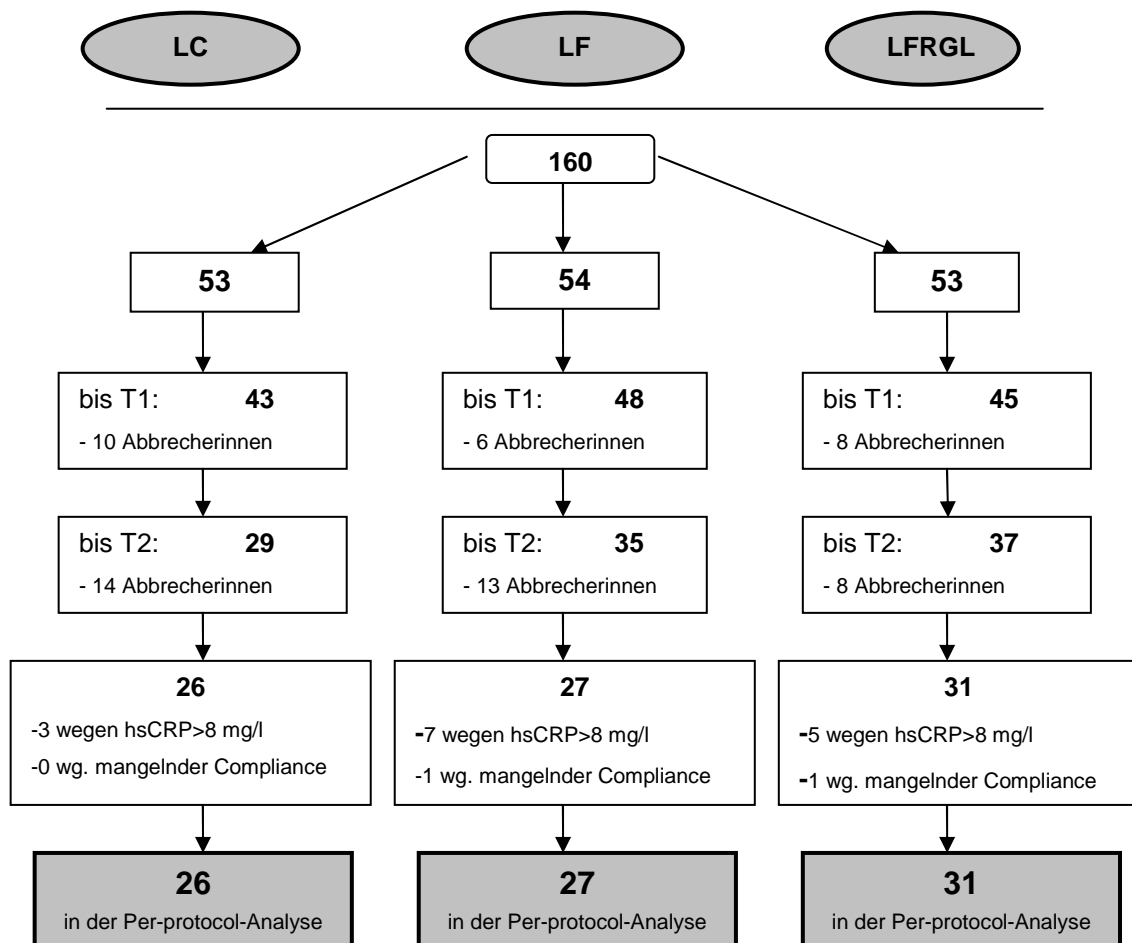 LC
LF
LFRGL
160
53
54
53
bis T1: 43
- 10 Abbrecherinnen
bis T1: 48
- 6 Abbrecherinnen
bis T1: 45
- 8 Abbrecherinnen
bis T2: 29
- 14 Abbrecherinnen
bis T2: 35
- 13 Abbrecherinnen
bis T2: 37
- 8 Abbrecherinnen
26
-3 wegen hsCRP>8 mg/l
-0 wg. mangelnder Compliance
27
-7 wegen hsCRP>8 mg/l
-1 wg. mangelnder Compliance
31
-5 wegen hsCRP>8 mg/l
-1 wg. mangelnder Compliance
26
in der Per-protocol-Analyse
27
in der Per-protocol-Analyse
31
in der Per-protocol-Analyse